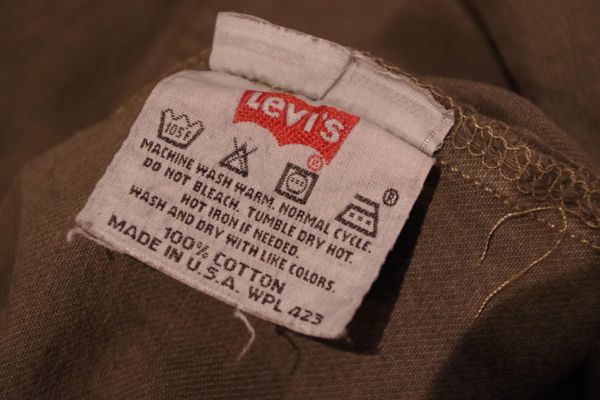 Levi's
®
105F
®
MACHINE WASH WARM. NORMAL CYCLE.
DO NOT BLEACH. TUMBLE DRY HOT.
HOT IRON IF NEEDED.
WASH AND DRY WITH LIKE COLORS.
100% COTTON
MADE IN U.S.A. WPL 423